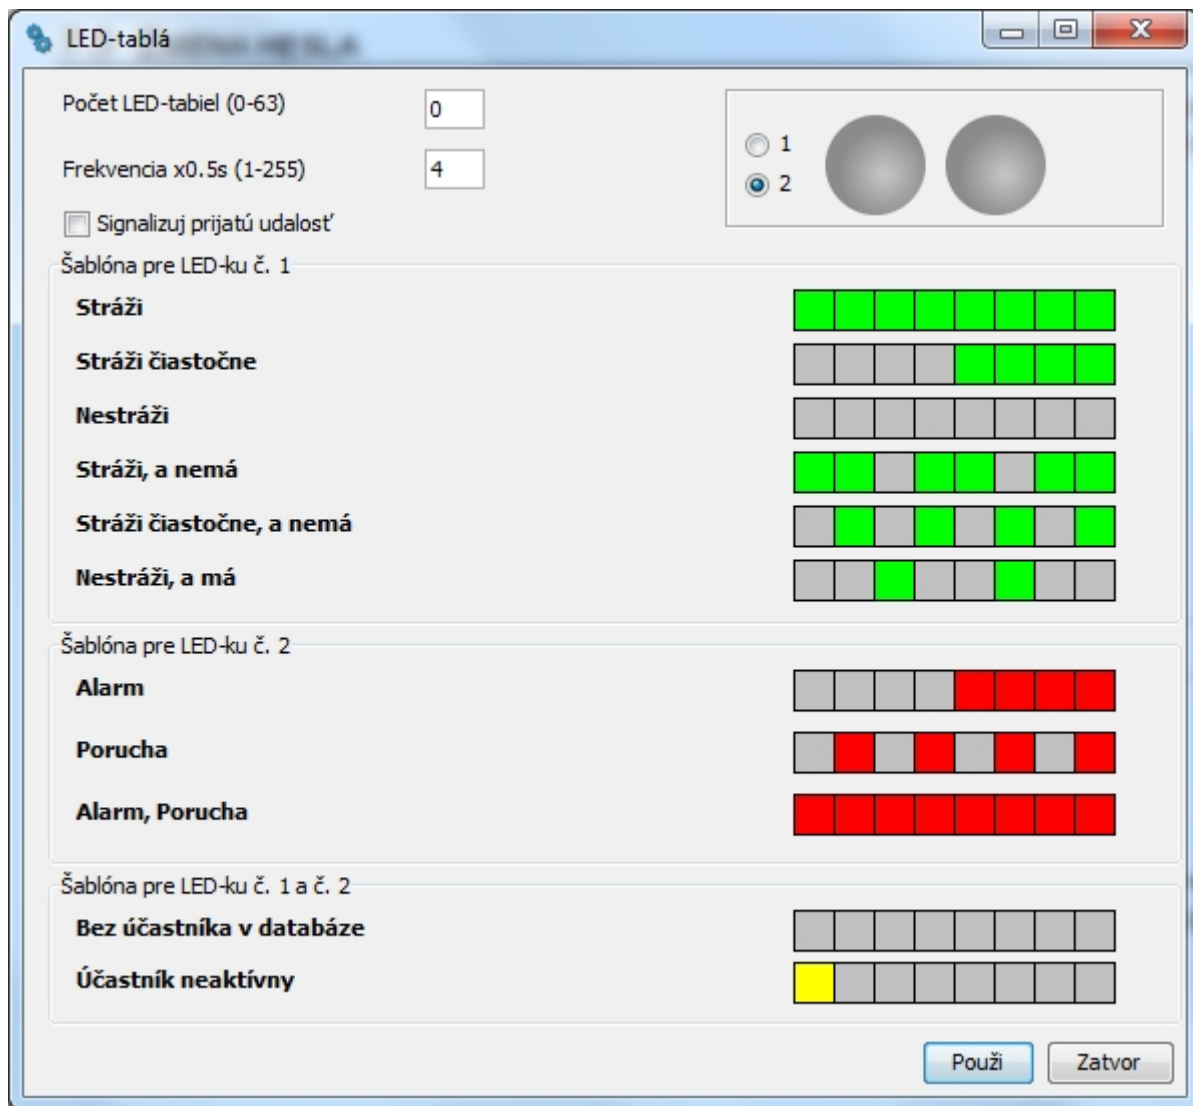 LED-tablá
Počet LED-tabiel (0-63)
0
Frekvencia x0.5s (1-255)
4
1
2
Signalizuj prijatú udalosť
Šablóna pre LED-ku č. 1
Stráži
Stráži čiastočne
Nestráži
Stráži, a nemá
Stráži čiastočne, a nemá
Nestráži, a má
Šablóna pre LED-ku č. 2
Alarm
Porucha
Alarm, Porucha
Šablóna pre LED-ku č. 1 a č. 2
Bez účastníka v databáze
Účastník neaktívny
Použi
Zatvor